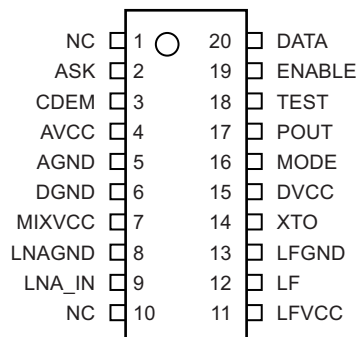 NC 1 20 DATA
ASK 2 19 ENABLE
CDEM 3 18 TEST
AVCC 4 17 POUT
AGND 5 16 MODE
DGND 6 15 DVCC
MIXVCC 7 14 XTO
LNAGND 8 13 LFGND
LNA_IN 9 12 LF
NC 10 11 LFVCC